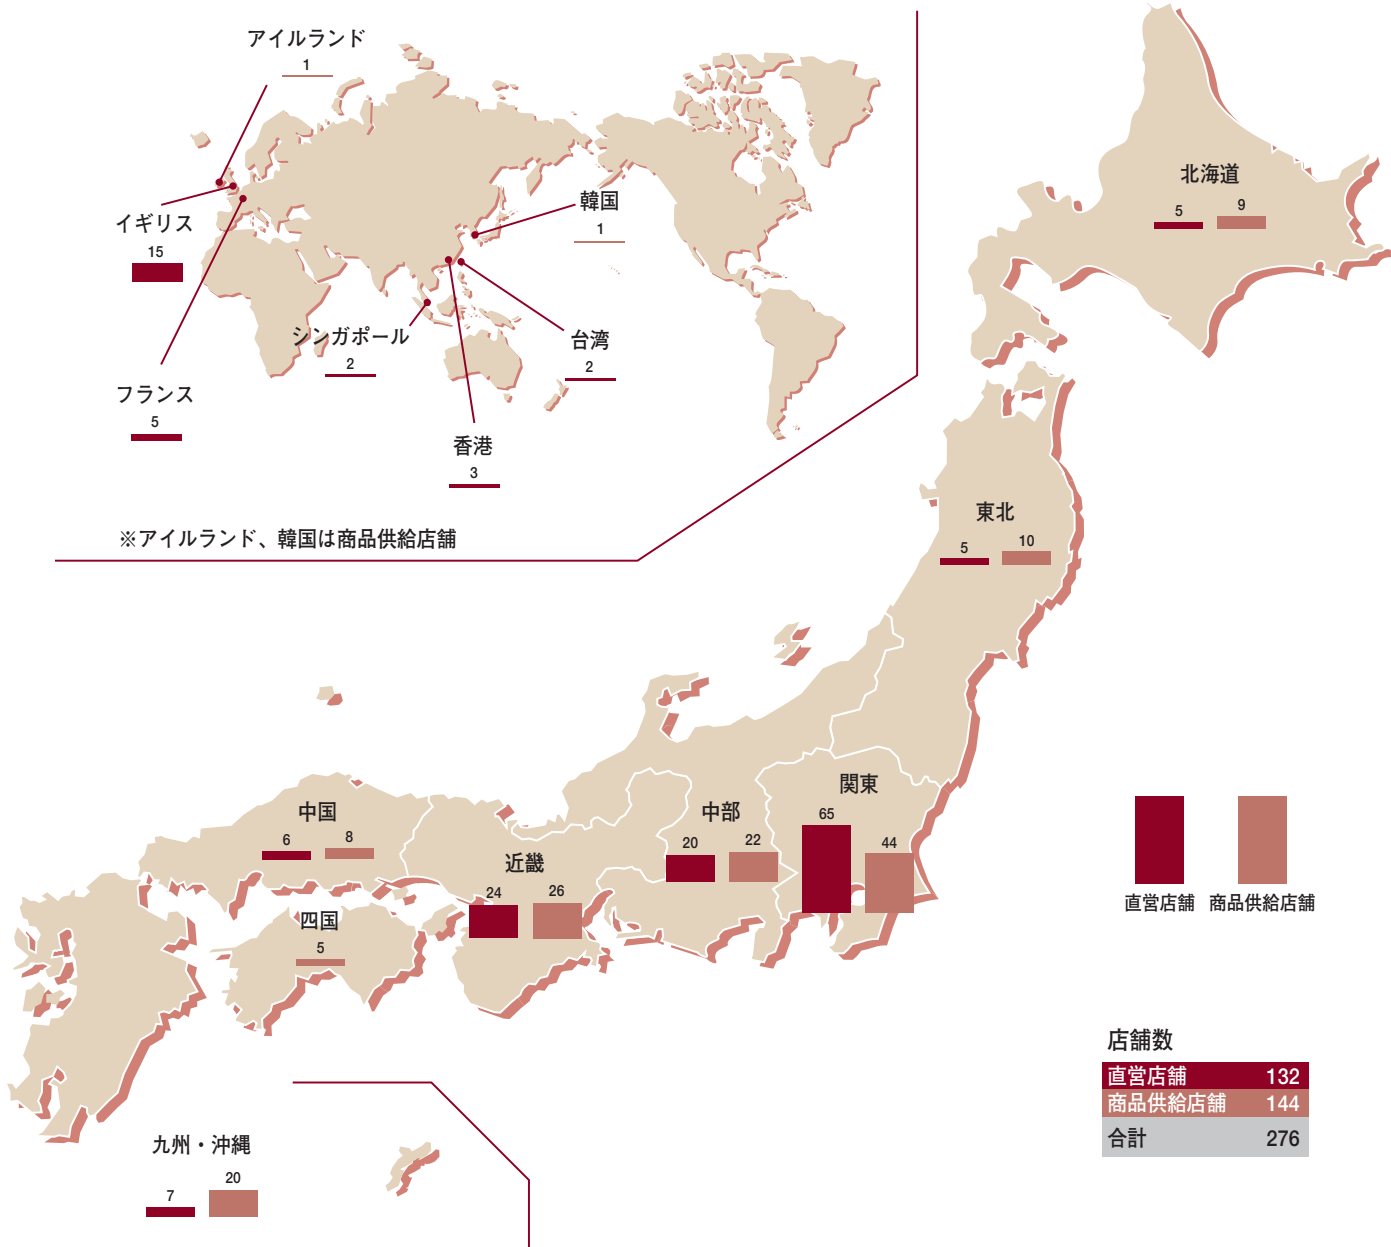 アイルランド
1
イギリス
15
フランス
5
シンガポール
2
香港
3
台湾
2
韓国
1
※アイルランド、韓国は商品供給店舗
北海道
5
9
東北
5
10
関東
65
44
中部
20
22
近畿
24
26
中国
6
8
四国
5
九州・沖縄
7
20
直営店舗
商品供給店舗
店舗数
直営店舗 132
商品供給店舗 144
合計 276